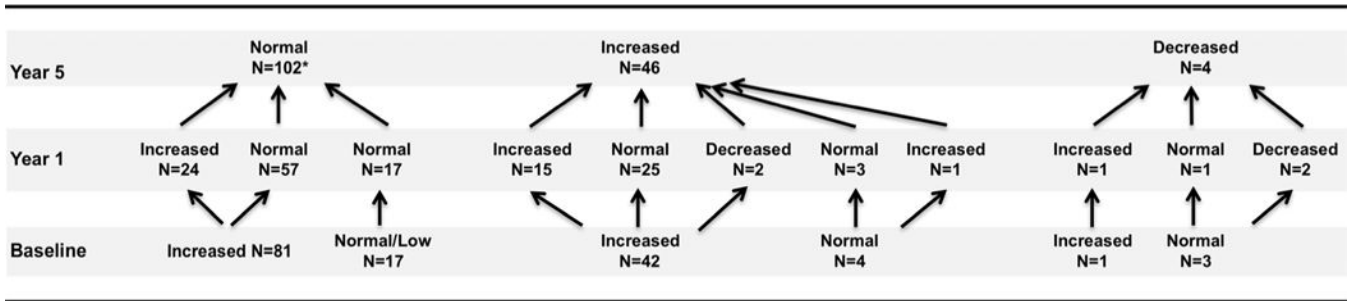 Year 5
Normal
N=102*
Increased
N=46
Decreased
N=4
Year 1
Increased
N=24
Normal
N=57
Normal
N=17
Increased
N=15
Normal
N=25
Decreased
N=2
Normal
N=3
Increased
N=1
Increased
N=1
Normal
N=1
Decreased
N=2
Baseline
Increased N=81
Normal/Low
N=17
Increased
N=42
Normal
N=4
Increased
N=1
Normal
N=3